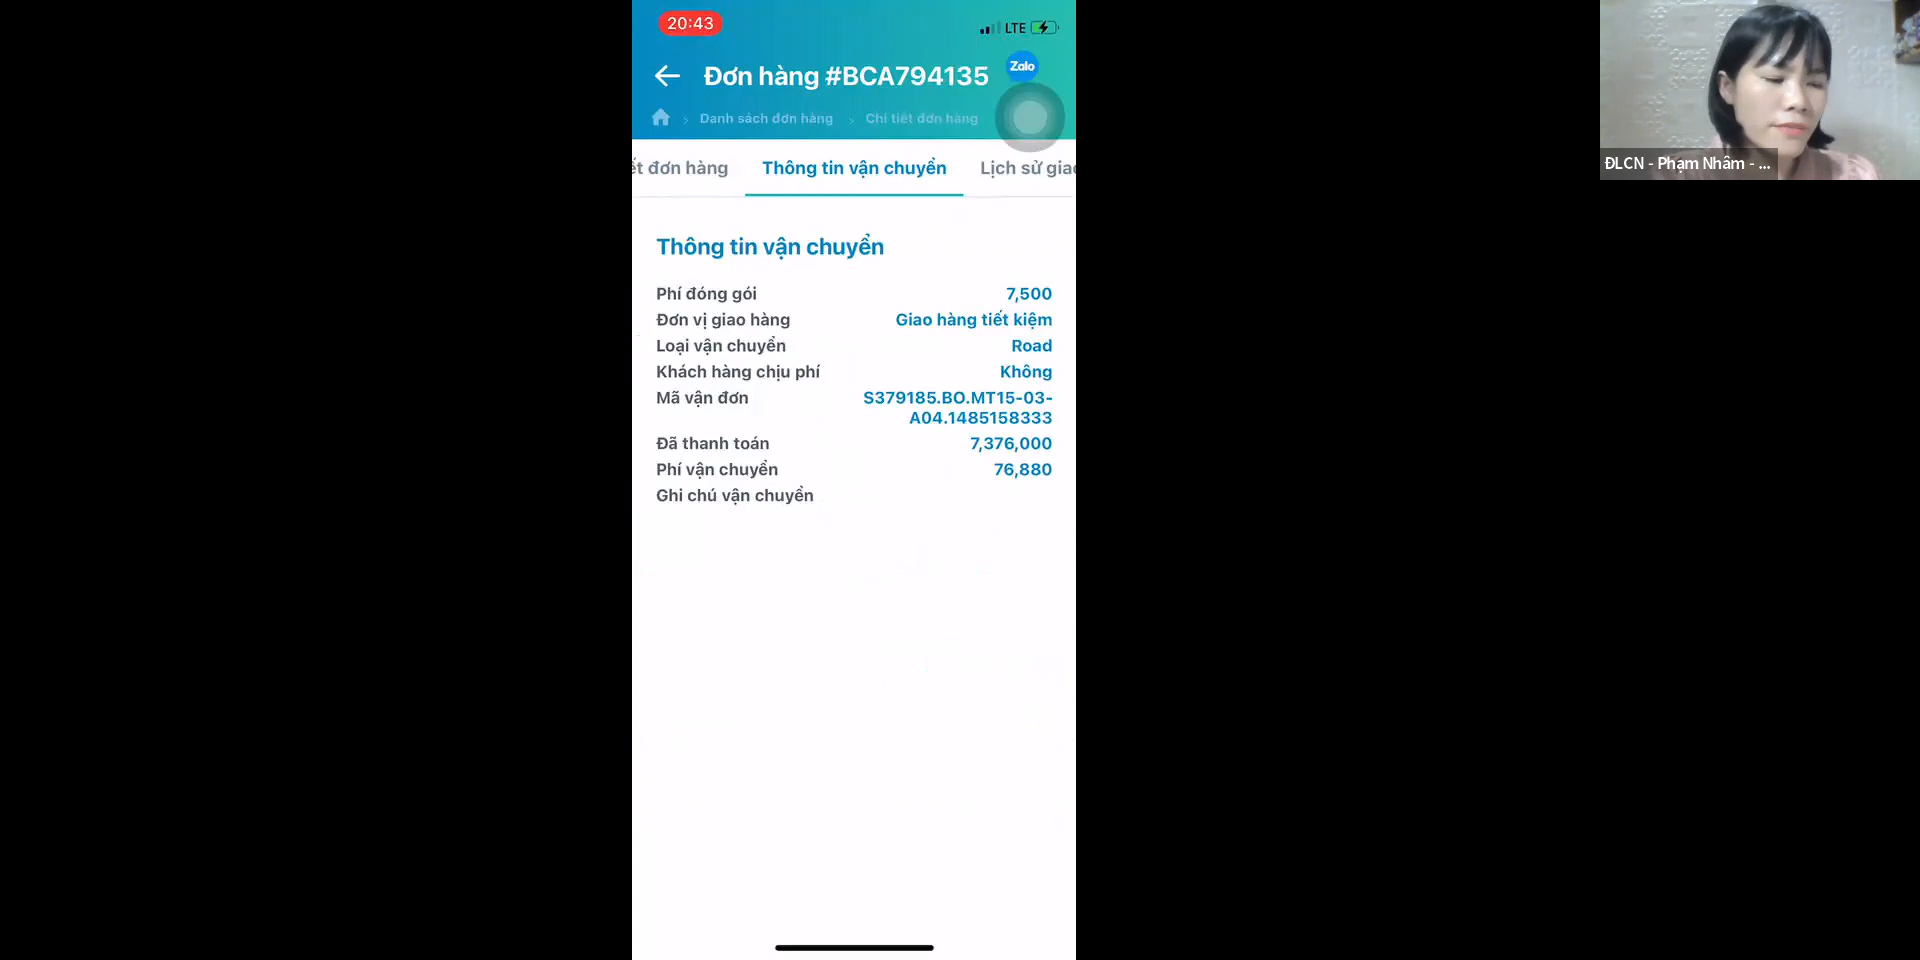 20:43
LTE
Đơn hàng #BCA794135
Zalo
Danh sách đơn hàng
Chi tiết đơn hàng
ết đơn hàng
Thông tin vận chuyển
Lịch sử giao
Thông tin vận chuyển
Phí đóng gói 7,500
Đơn vị giao hàng Giao hàng tiết kiệm
Loại vận chuyển Road
Khách hàng chịu phí Không
Mã vận đơn S379185.BO.MT15-03-
A04.1485158333
Đã thanh toán 7,376,000
Phí vận chuyển 76,880
Ghi chú vận chuyển
ĐLCN - Phạm Nhâm - ...